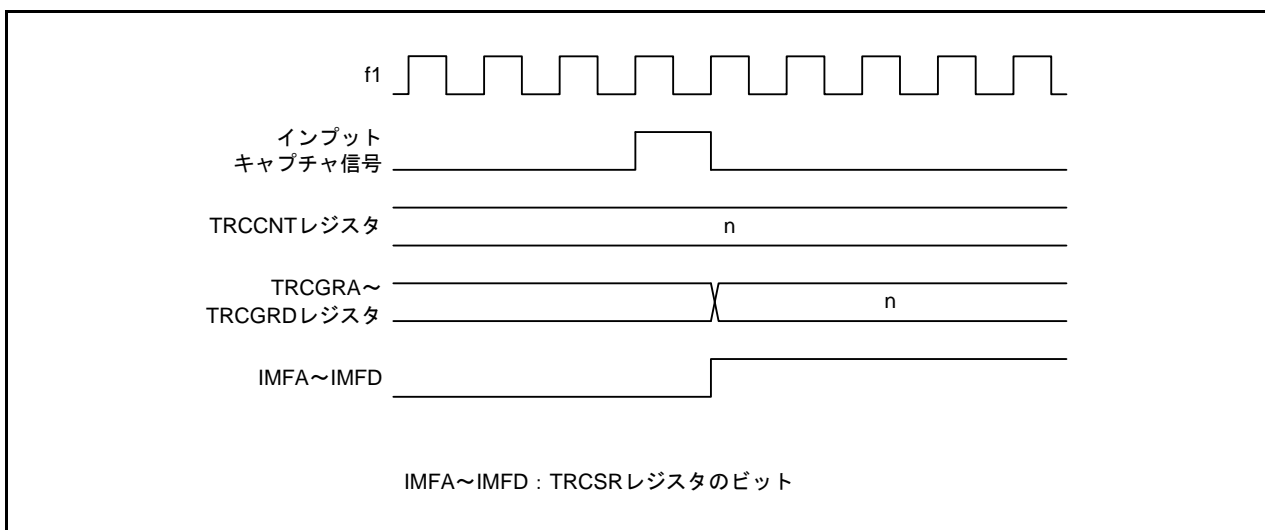 f1
インプット
キャプチャ信号
TRCCNTレジスタ
n
TRCGRA～
TRCGRDレジスタ
n
IMFA～IMFD
IMFA～IMFD：TRCSRレジスタのビット